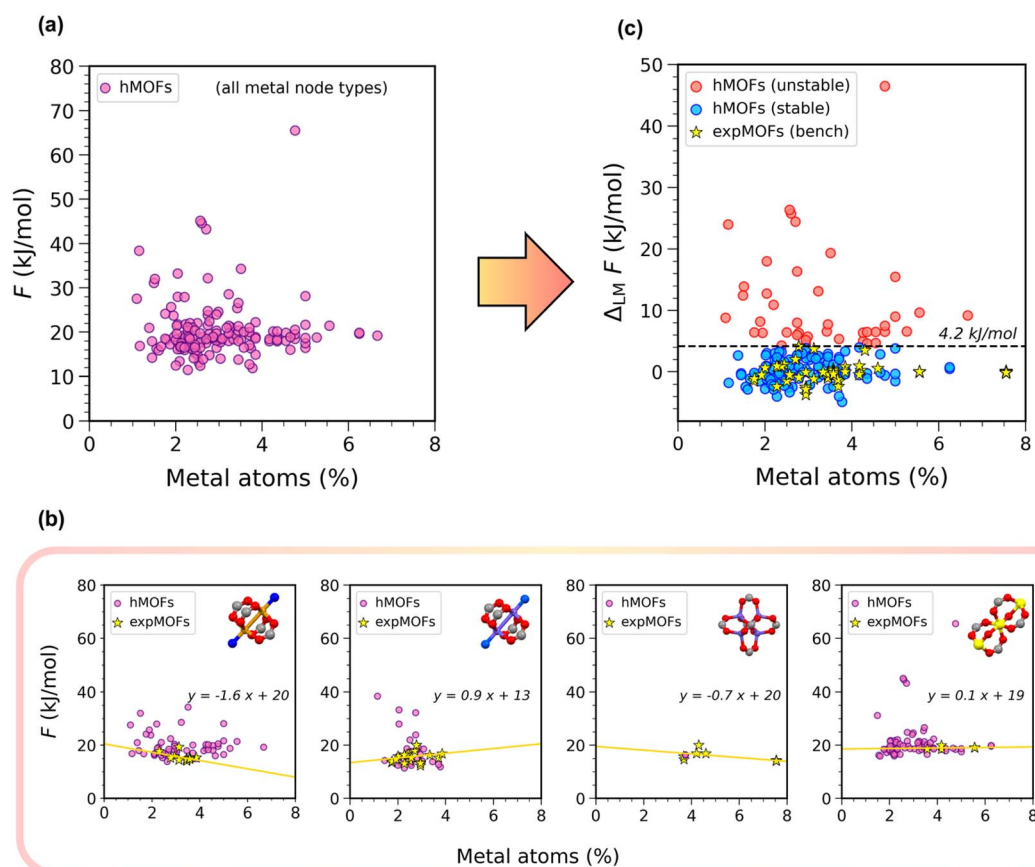 (a)
80
70
60
50
40
30
20
10
0
0
2
4
6
8
F (kJ/mol)
Metal atoms (%)
hMOFs
(all metal node types)
(c)
50
40
30
20
10
0
0
2
4
6
8
Δ_LM F (kJ/mol)
Metal atoms (%)
hMOFs (unstable)
hMOFs (stable)
expMOFs (bench)
4.2 kJ/mol
(b)
F (kJ/mol)
80
60
40
20
0
0
2
4
6
8
hMOFs
expMOFs
y = -1.6 x + 20
80
60
40
20
0
0
2
4
6
8
hMOFs
expMOFs
y = 0.9 x + 13
80
60
40
20
0
0
2
4
6
8
hMOFs
expMOFs
y = -0.7 x + 20
80
60
40
20
0
0
2
4
6
8
hMOFs
expMOFs
y = 0.1 x + 19
Metal atoms (%)